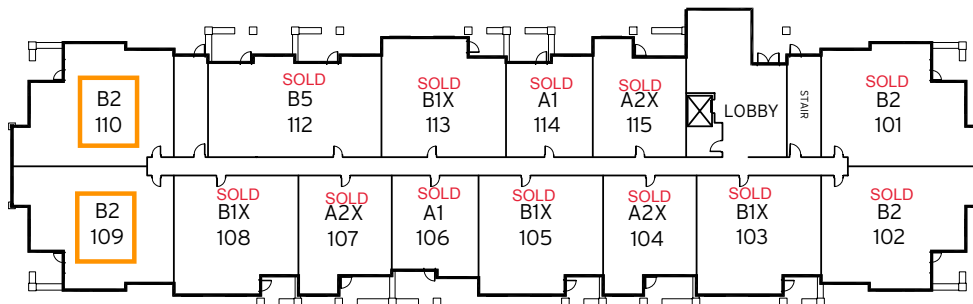 B2
110
SOLD
B5
112
SOLD
B1X
113
SOLD
A1
114
SOLD
A2X
115
LOBBY
STAIR
SOLD
B2
101
B2
109
SOLD
B1X
108
SOLD
A2X
107
SOLD
A1
106
SOLD
B1X
105
SOLD
A2X
104
SOLD
B1X
103
SOLD
B2
102